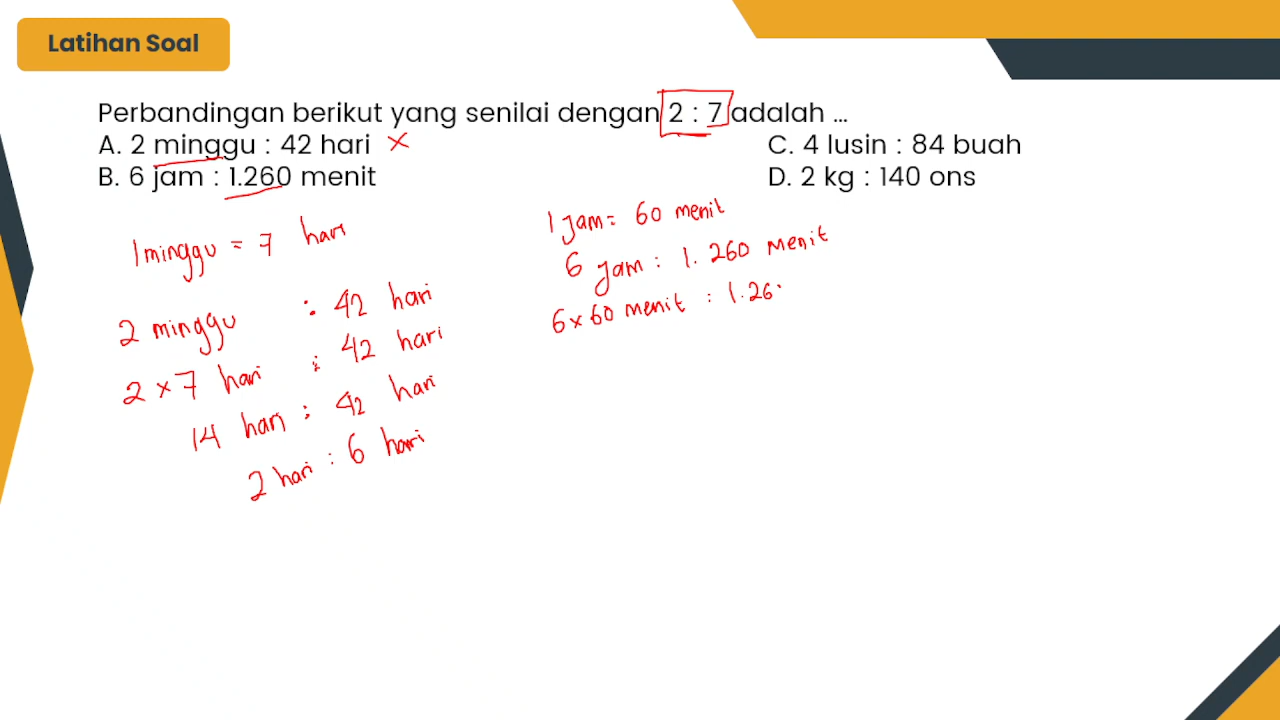 Latihan Soal
Perbandingan berikut yang senilai dengan 2 : 7 adalah ...
A. 2 minggu : 42 hari ×
B. 6 jam : 1.260 menit
C. 4 lusin : 84 buah
D. 2 kg : 140 ons
1 minggu = 7 hari
2 minggu : 42 hari
2 × 7 hari : 42 hari
14 hari : 42 hari
2 hari : 6 hari
1 jam = 60 menit
6 jam : 1.260 menit
6 × 60 menit : 1.26